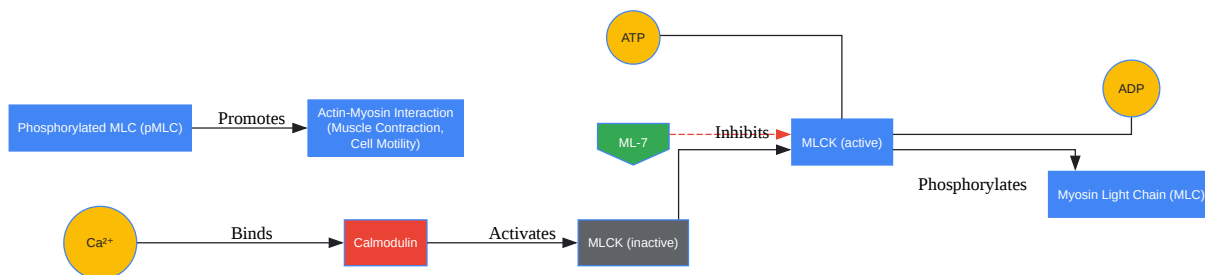 ATP
ADP
Phosphorylated MLC (pMLC)
Promotes
Actin-Myosin Interaction
(Muscle Contraction,
Cell Motility)
ML-7
Inhibits
MLCK (active)
Phosphorylates
Myosin Light Chain (MLC)
Ca²⁺
Binds
Calmodulin
Activates
MLCK (inactive)